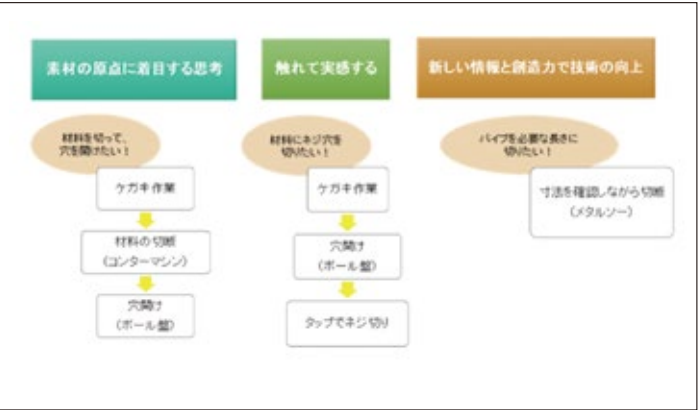 素材の原点に着目する思考
触れて実感する
新しい情報と創造力で技術の向上
材料を切って、
穴を開けたい！
ケガキ作業
材料の切断
（コンターマシン）
穴開け
（ボール盤）
材料にネジ穴を
切りたい！
ケガキ作業
穴開け
（ボール盤）
タップでネジ切り
パイプを必要な長さに
切りたい！
寸法を確認しながら切断
（メタルソー）